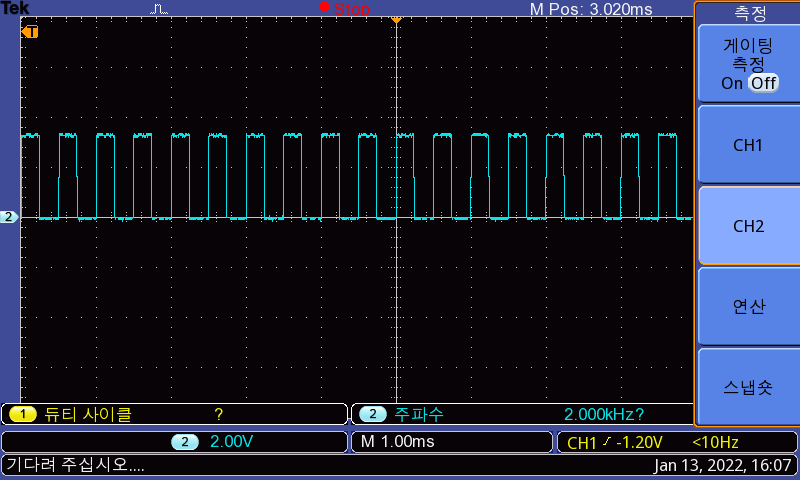 Tek Stop M Pos: 3.020ms
T
측정
게이팅
측정
On Off
CH1
CH2
2
연산
스냅숏
1 듀티 사이클 ? 2 주파수 2.000kHz?
2 2.00V M 1.00ms CH1 -1.20V <10Hz
기다려 주십시오.... Jan 13, 2022, 16:07